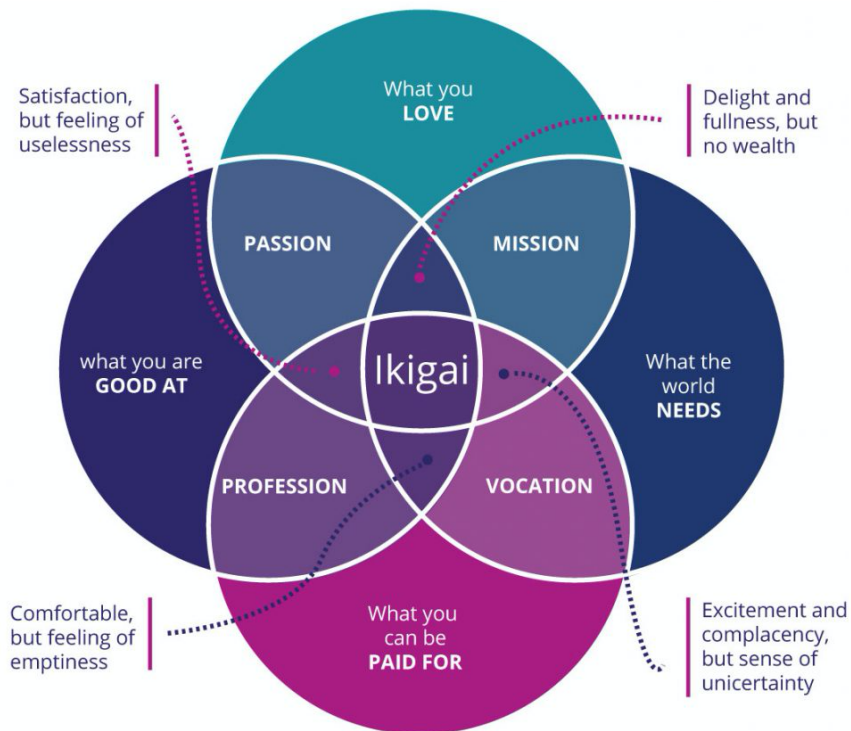 What you
LOVE
Satisfaction,
but feeling of
uselessness
Delight and
fullness, but
no wealth
PASSION
MISSION
what you are
GOOD AT
Ikigai
What the
world
NEEDS
PROFESSION
VOCATION
Comfortable,
but feeling of
emptiness
What you
can be
PAID FOR
Excitement and
complacency,
but sense of
unicertainty